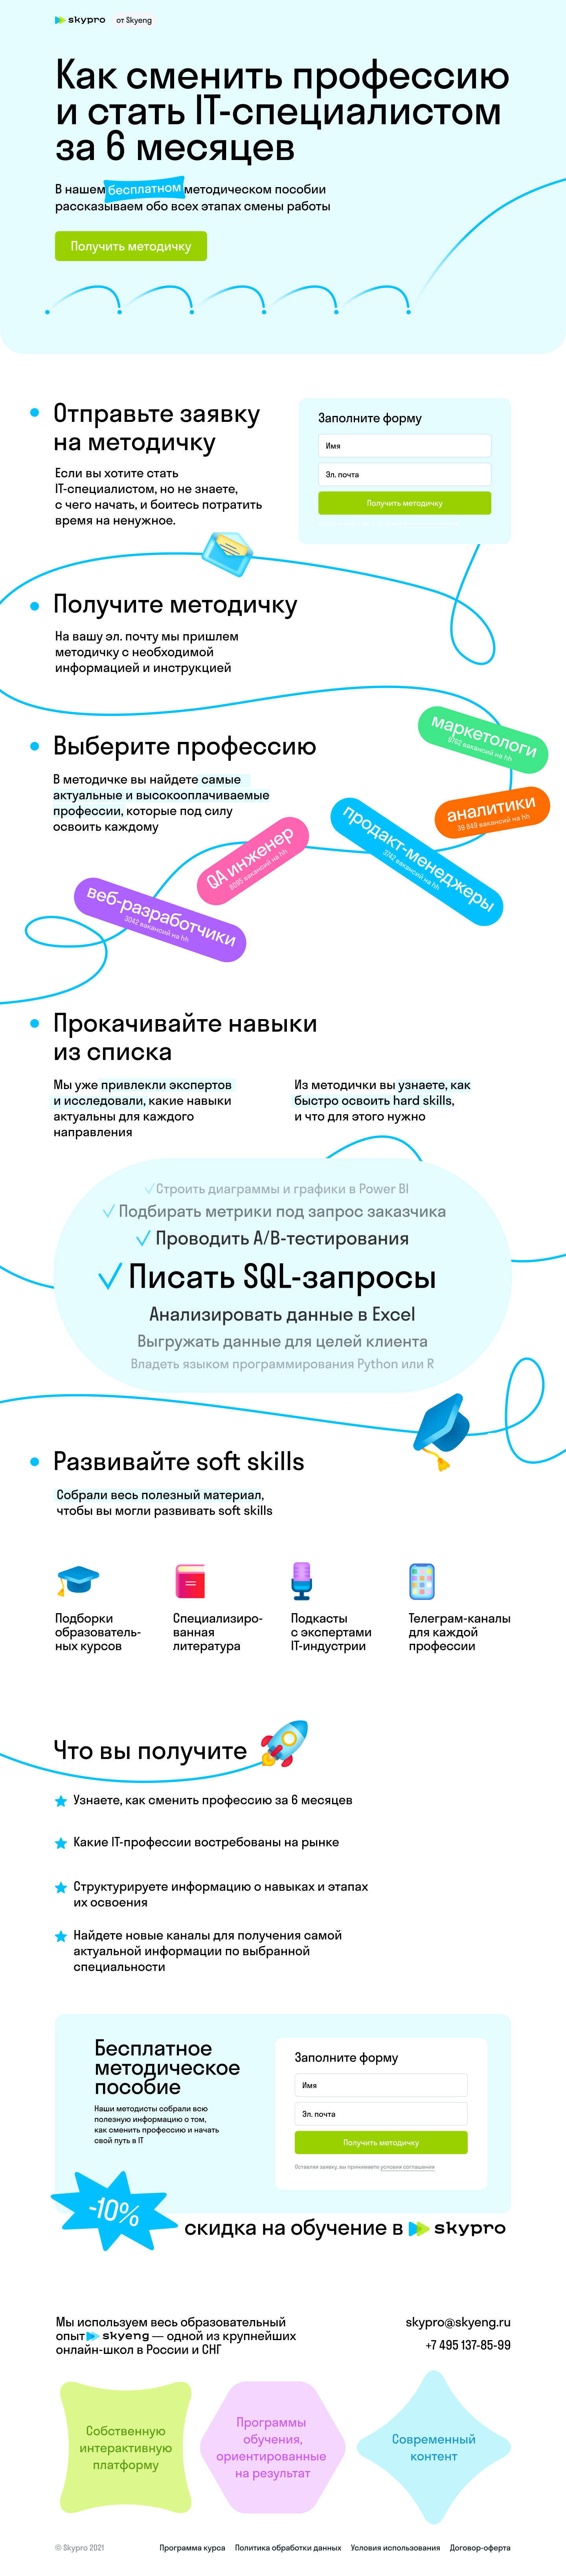 skypro от Skyeng
Как сменить профессию
и стать IT-специалистом
за 6 месяцев
В нашем бесплатном методическом пособии
рассказываем обо всех этапах смены работы
Получить методичку
Отправьте заявку
на методичку
Если вы хотите стать
IT-специалистом, но не знаете,
с чего начать, и боитесь потратить
время на ненужное.
Заполните форму
Имя
Эл. почта
Получить методичку
Получите методичку
На вашу эл. почту мы пришлем
методичку с необходимой
информацией и инструкцией
Выберите профессию
В методичке вы найдете самые
актуальные и высокооплачиваемые
профессии, которые под силу
освоить каждому
маркетологи
9762 вакансий на hh
аналитики
38 849 вакансий на hh
продакт-менеджеры
3742 вакансий на hh
QA инженер
8095 вакансий на hh
веб-разработчики
3042 вакансий на hh
Прокачивайте навыки
из списка
Мы уже привлекли экспертов
и исследовали, какие навыки
актуальны для каждого
направления
Из методички вы узнаете, как
быстро освоить hard skills,
и что для этого нужно
Строить диаграммы и графики в Power BI
Подбирать метрики под запрос заказчика
Проводить A/B-тестирования
Писать SQL-запросы
Анализировать данные в Excel
Выгружать данные для целей клиента
Владеть языком программирования Python или R
Развивайте soft skills
Собрали весь полезный материал,
чтобы вы могли развивать soft skills
Подборки
образователь-
ных курсов
Специализиро-
ванная
литература
Подкасты
с экспертами
IT-индустрии
Телеграм-каналы
для каждой
профессии
Что вы получите
Узнаете, как сменить профессию за 6 месяцев
Какие IT-профессии востребованы на рынке
Структурируете информацию о навыках и этапах
их освоения
Найдете новые каналы для получения самой
актуальной информации по выбранной
специальности
Бесплатное
методическое
пособие
Наши методисты собрали всю
полезную информацию о том,
как сменить профессию и начать
свой путь в IT
Заполните форму
Имя
Эл. почта
Получить методичку
Оставляя заявку, вы принимаете условия соглашения
-10%
скидка на обучение в skypro
Мы используем весь образовательный
опыт skyeng — одной из крупнейших
онлайн-школ в России и СНГ
skypro@skyeng.ru
+7 495 137-85-99
Собственную
интерактивную
платформу
Программы
обучения,
ориентированные
на результат
Современный
контент
© Skypro 2021
Программа курса Политика обработки данных Условия использования Договор-оферта